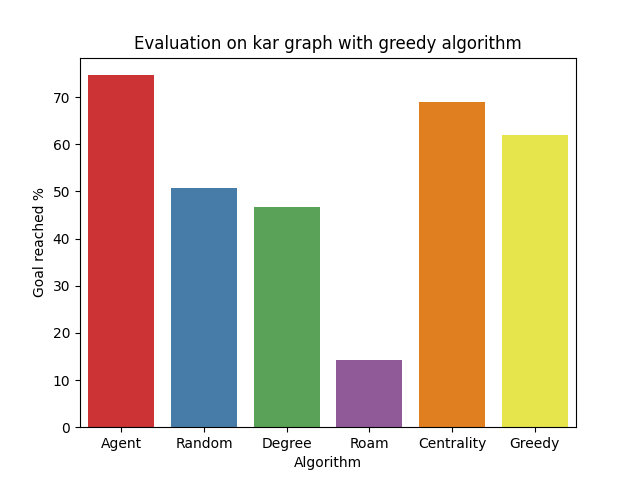 Evaluation on kar graph with greedy algorithm
Goal reached %
70
60
50
40
30
20
10
0
Agent Random Degree Roam Centrality Greedy
Algorithm